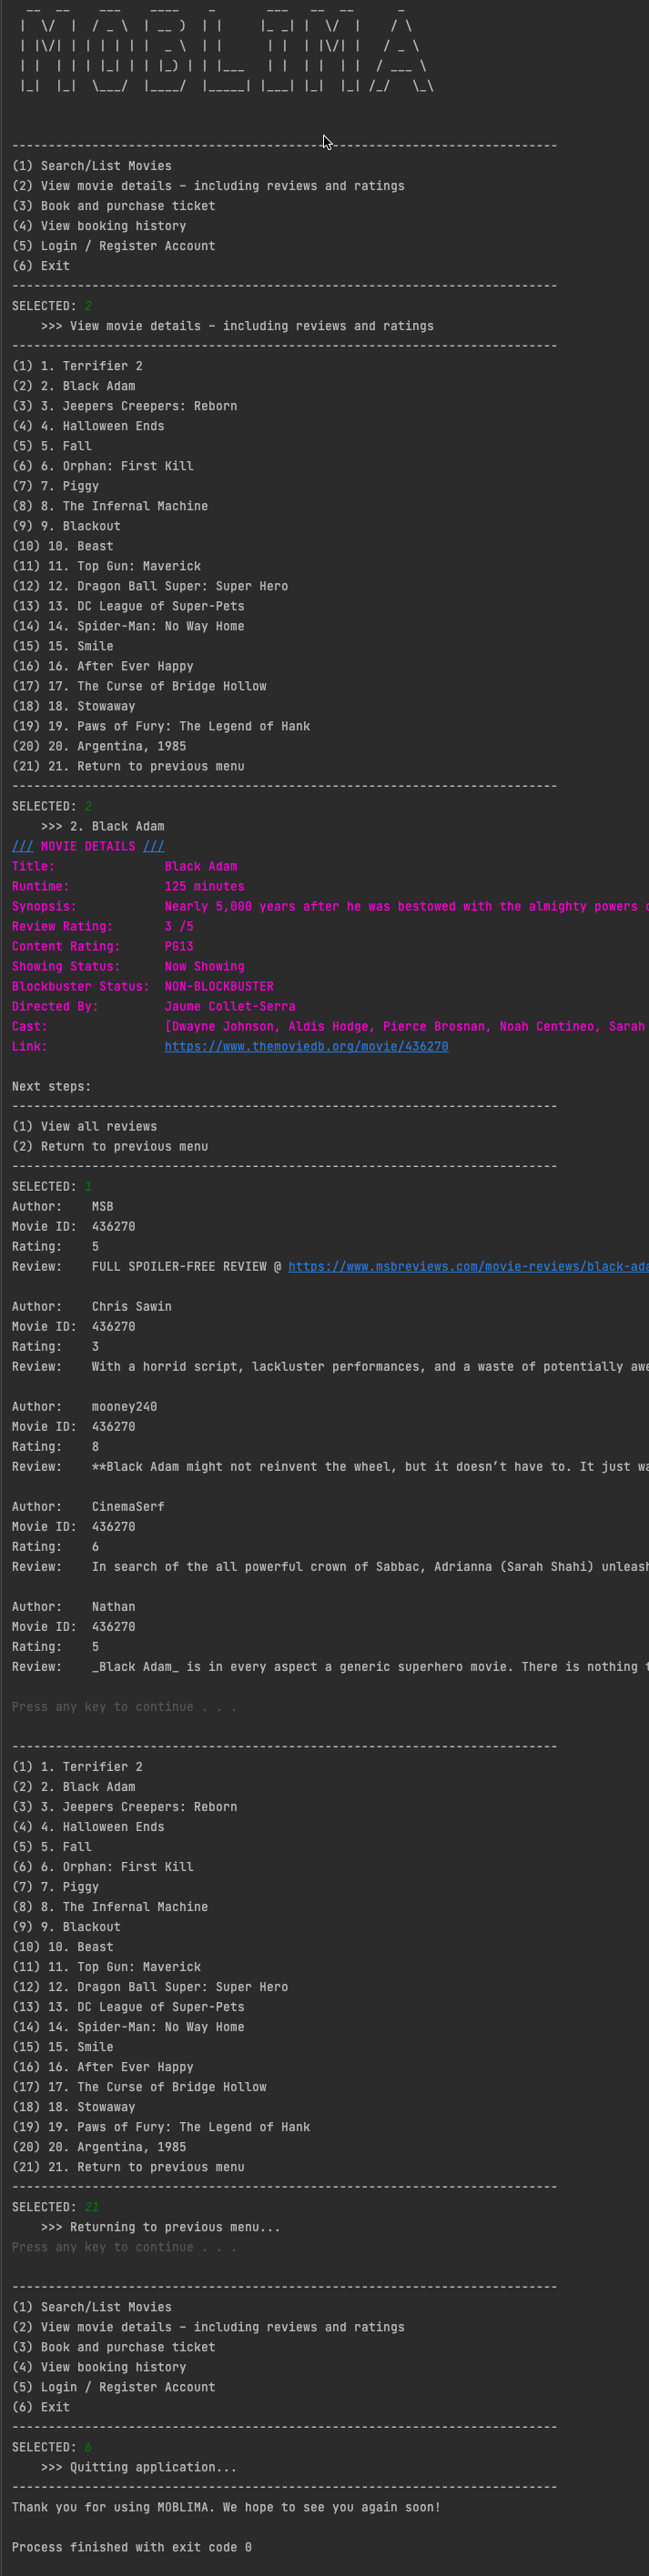 MOBLIMA
--------------------------------------------------------------------------
(1) Search/List Movies
(2) View movie details – including reviews and ratings
(3) Book and purchase ticket
(4) View booking history
(5) Login / Register Account
(6) Exit
--------------------------------------------------------------------------
SELECTED: 2
    >>> View movie details – including reviews and ratings
--------------------------------------------------------------------------
(1) 1. Terrifier 2
(2) 2. Black Adam
(3) 3. Jeepers Creepers: Reborn
(4) 4. Halloween Ends
(5) 5. Fall
(6) 6. Orphan: First Kill
(7) 7. Piggy
(8) 8. The Infernal Machine
(9) 9. Blackout
(10) 10. Beast
(11) 11. Top Gun: Maverick
(12) 12. Dragon Ball Super: Super Hero
(13) 13. DC League of Super-Pets
(14) 14. Spider-Man: No Way Home
(15) 15. Smile
(16) 16. After Ever Happy
(17) 17. The Curse of Bridge Hollow
(18) 18. Stowaway
(19) 19. Paws of Fury: The Legend of Hank
(20) 20. Argentina, 1985
(21) 21. Return to previous menu
--------------------------------------------------------------------------
SELECTED: 2
    >>> 2. Black Adam
/// MOVIE DETAILS ///
Title:               Black Adam
Runtime:             125 minutes
Synopsis:            Nearly 5,000 years after he was bestowed with the almighty powers
Review Rating:       3 /5
Content Rating:      PG13
Showing Status:      Now Showing
Blockbuster Status:  NON-BLOCKBUSTER
Directed By:         Jaume Collet-Serra
Cast:                [Dwayne Johnson, Aldis Hodge, Pierce Brosnan, Noah Centineo, Sarah
Link:                https://www.themoviedb.org/movie/436270

Next steps:
--------------------------------------------------------------------------
(1) View all reviews
(2) Return to previous menu
--------------------------------------------------------------------------
SELECTED: 1
Author:    MSB
Movie ID:  436270
Rating:    5
Review:    FULL SPOILER-FREE REVIEW @ https://www.msbreviews.com/movie-reviews/black-ada

Author:    Chris Sawin
Movie ID:  436270
Rating:    3
Review:    With a horrid script, lackluster performances, and a waste of potentially awe

Author:    mooney240
Movie ID:  436270
Rating:    8
Review:    **Black Adam might not reinvent the wheel, but it doesn’t have to. It just wa

Author:    CinemaSerf
Movie ID:  436270
Rating:    6
Review:    In search of the all powerful crown of Sabbac, Adrianna (Sarah Shahi) unleash

Author:    Nathan
Movie ID:  436270
Rating:    5
Review:    _Black Adam_ is in every aspect a generic superhero movie. There is nothing t

Press any key to continue . . .

--------------------------------------------------------------------------
(1) 1. Terrifier 2
(2) 2. Black Adam
(3) 3. Jeepers Creepers: Reborn
(4) 4. Halloween Ends
(5) 5. Fall
(6) 6. Orphan: First Kill
(7) 7. Piggy
(8) 8. The Infernal Machine
(9) 9. Blackout
(10) 10. Beast
(11) 11. Top Gun: Maverick
(12) 12. Dragon Ball Super: Super Hero
(13) 13. DC League of Super-Pets
(14) 14. Spider-Man: No Way Home
(15) 15. Smile
(16) 16. After Ever Happy
(17) 17. The Curse of Bridge Hollow
(18) 18. Stowaway
(19) 19. Paws of Fury: The Legend of Hank
(20) 20. Argentina, 1985
(21) 21. Return to previous menu
--------------------------------------------------------------------------
SELECTED: 21
    >>> Returning to previous menu...
Press any key to continue . . .

--------------------------------------------------------------------------
(1) Search/List Movies
(2) View movie details – including reviews and ratings
(3) Book and purchase ticket
(4) View booking history
(5) Login / Register Account
(6) Exit
--------------------------------------------------------------------------
SELECTED: 6
    >>> Quitting application...
--------------------------------------------------------------------------
Thank you for using MOBLIMA. We hope to see you again soon!

Process finished with exit code 0